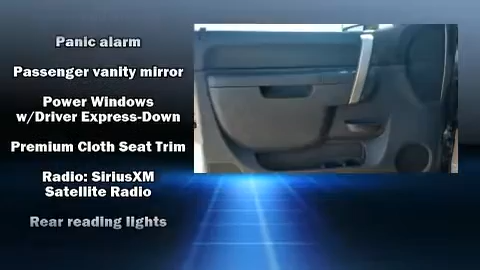 Panic alarm
Passenger vanity mirror
Power Windows
w/Driver Express-Down
Premium Cloth Seat Trim
Radio: SiriusXM
Satellite Radio
Rear reading lights